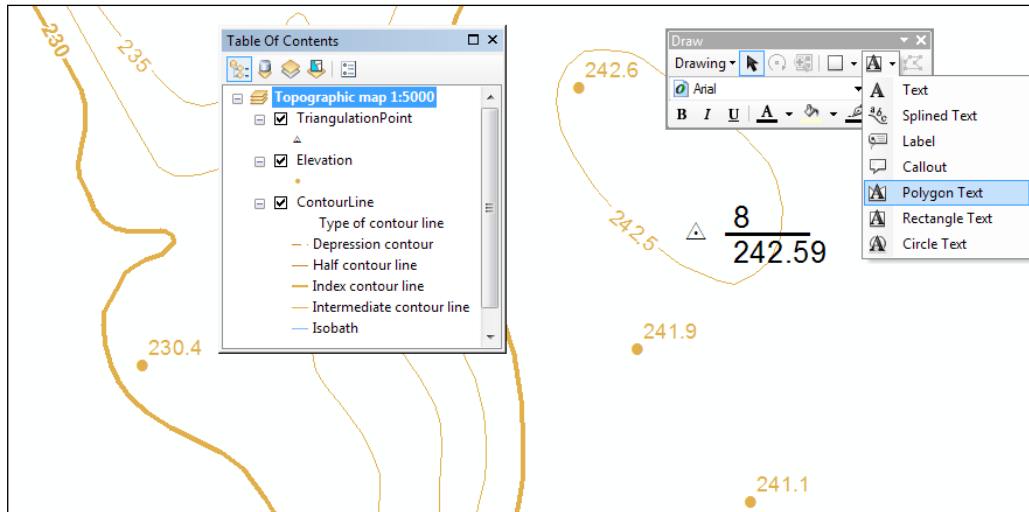 230
235
Table Of Contents
Topographic map 1:5000
TriangulationPoint
Elevation
ContourLine
Type of contour line
Depression contour
Half contour line
Index contour line
Intermediate contour line
Isobath
230.4
242.6
242.5
8
242.59
241.9
241.1
Draw
Drawing
A
Arial
B I U A
A Text
Splined Text
Label
Callout
Polygon Text
Rectangle Text
Circle Text